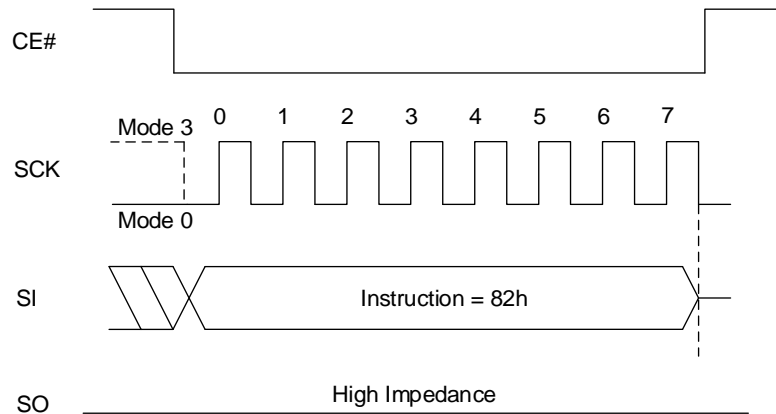 CE#
0 1 2 3 4 5 6 7
Mode 3
SCK
Mode 0
SI
Instruction = 82h
High Impedance
SO